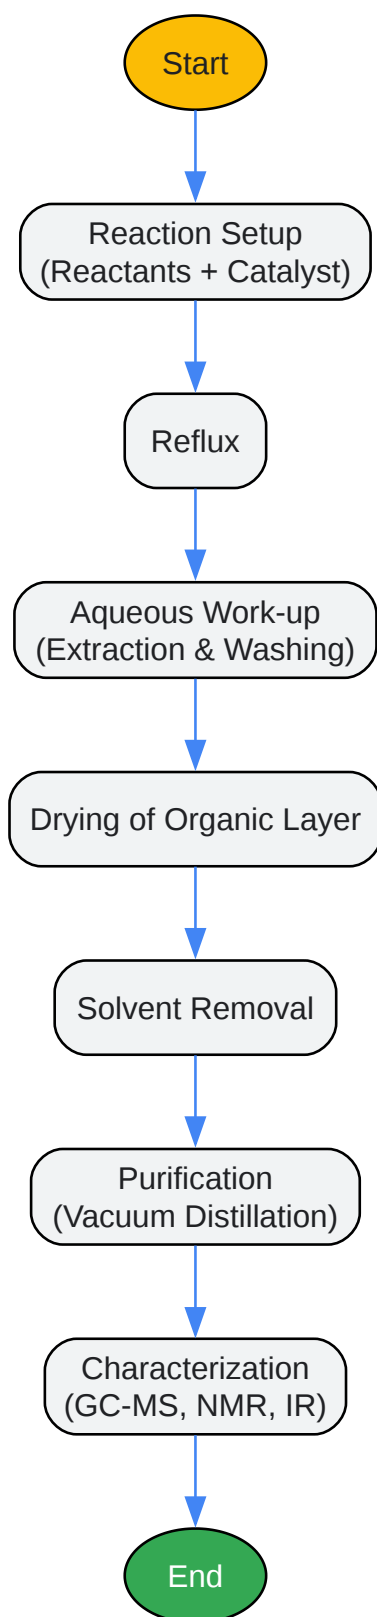 Start
Reaction Setup
(Reactants + Catalyst)
Reflux
Aqueous Work-up
(Extraction & Washing)
Drying of Organic Layer
Solvent Removal
Purification
(Vacuum Distillation)
Characterization
(GC-MS, NMR, IR)
End